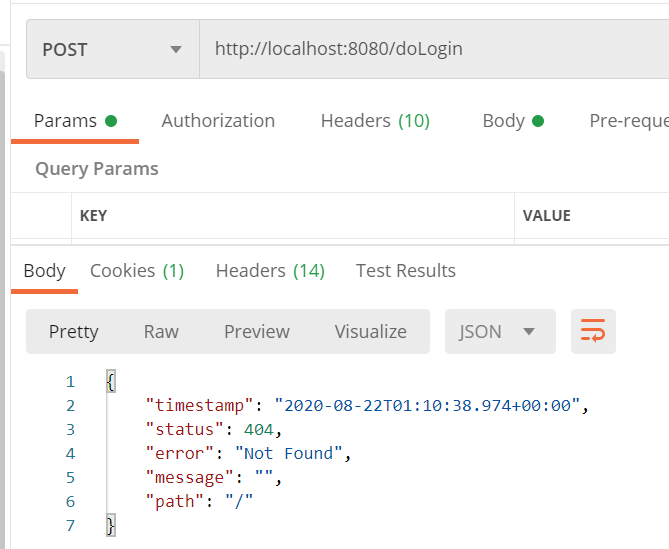 POST http://localhost:8080/doLogin
Params Authorization Headers (10) Body Pre-reque
Query Params
KEY VALUE
Body Cookies (1) Headers (14) Test Results
Pretty Raw Preview Visualize JSON
1 {
2 "timestamp": "2020-08-22T01:10:38.974+00:00",
3 "status": 404,
4 "error": "Not Found",
5 "message": "",
6 "path": "/"
7 }